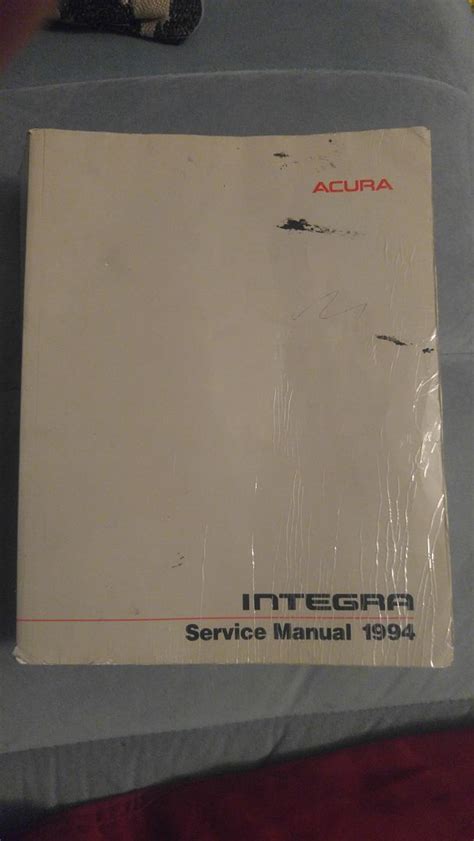 ACURA
INTEGRA
Service Manual 1994